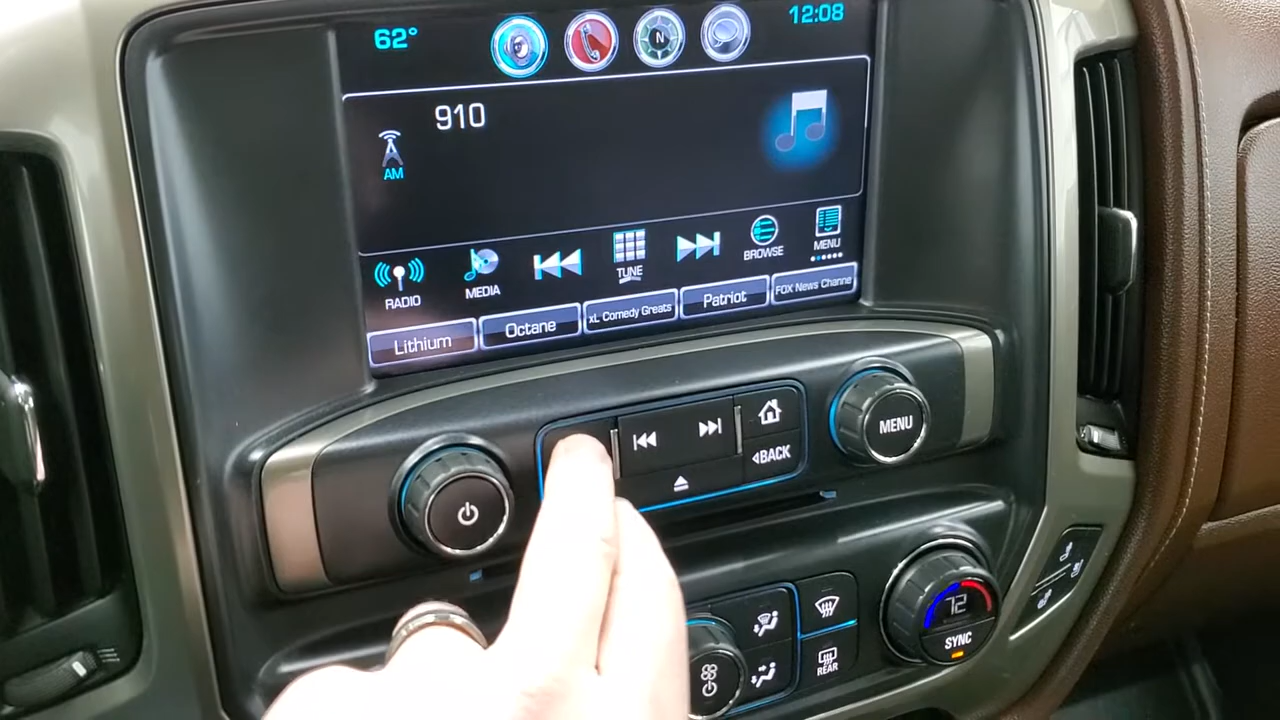 62°
N
12:08
910
AM
RADIO
MEDIA
TUNE
BROWSE
MENU
Lithium
Octane
xL Comedy Greats
Patriot
FOX News Channe
MENU
BACK
72
SYNC
REAR